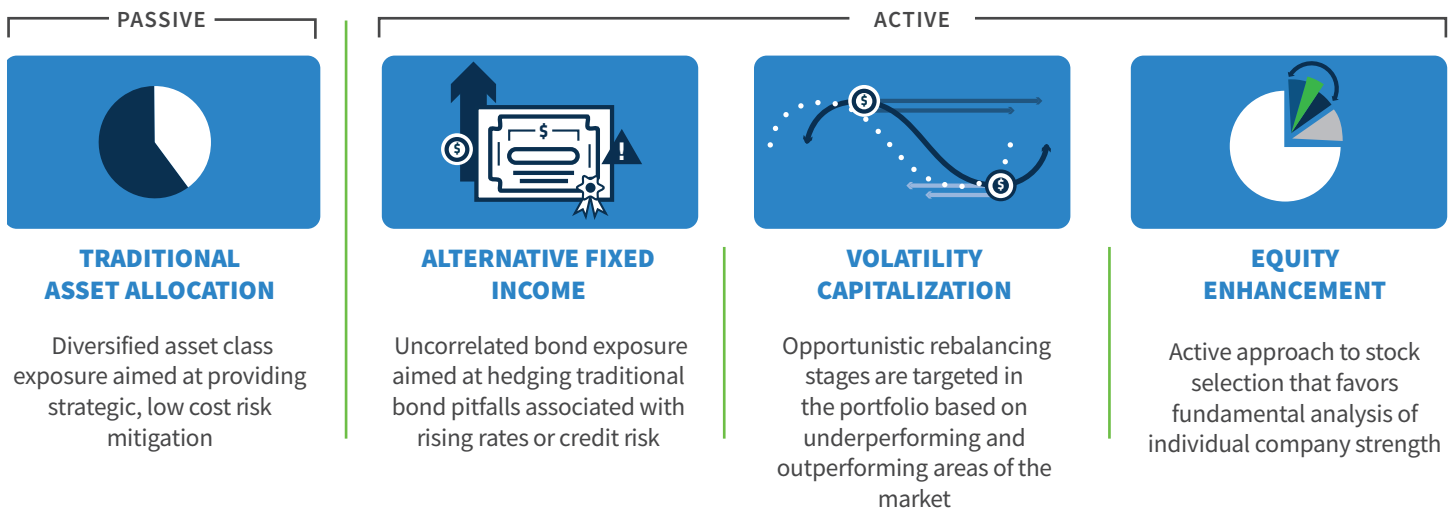 PASSIVE
ACTIVE
$
$
!
$
$
TRADITIONAL
ASSET ALLOCATION
Diversified asset class
exposure aimed at providing
strategic, low cost risk
mitigation
ALTERNATIVE FIXED
INCOME
Uncorrelated bond exposure
aimed at hedging traditional
bond pitfalls associated with
rising rates or credit risk
VOLATILITY
CAPITALIZATION
Opportunistic rebalancing
stages are targeted in
the portfolio based on
underperforming and
outperforming areas of the
market
EQUITY
ENHANCEMENT
Active approach to stock
selection that favors
fundamental analysis of
individual company strength